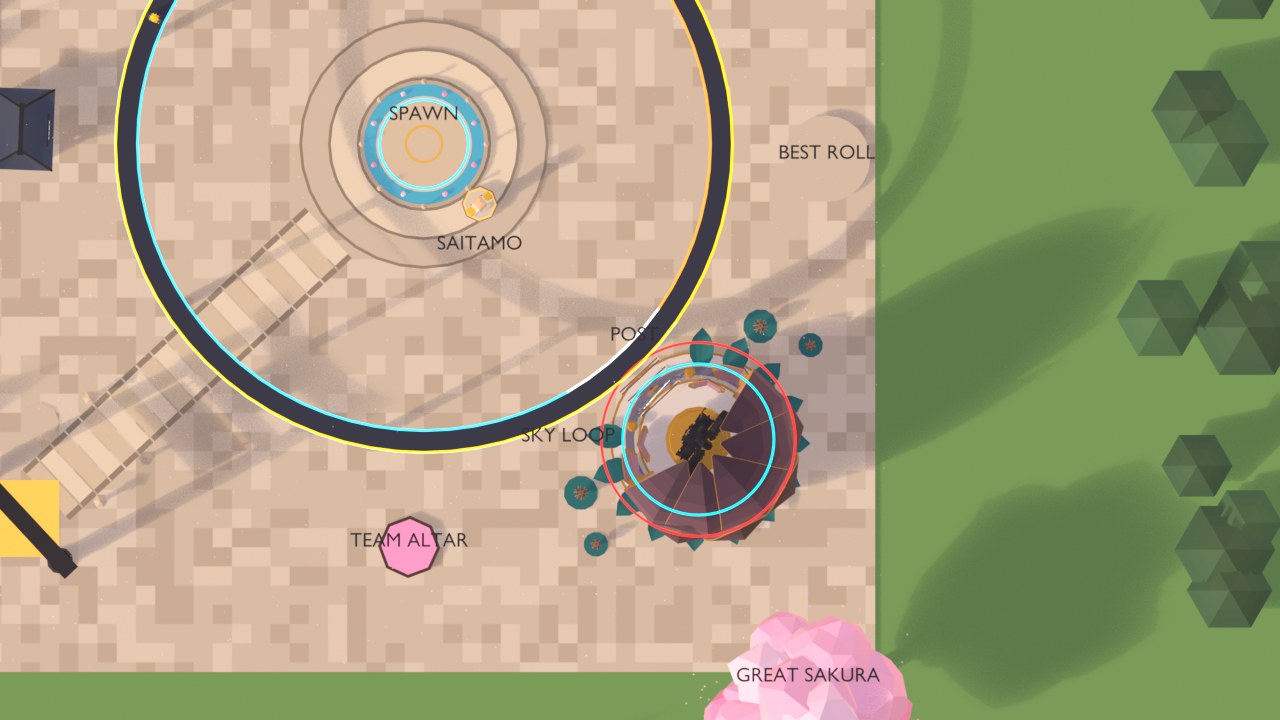 SPAWN
BEST ROLL
SAITAMO
POST
SKY LOOP
TEAM ALTAR
GREAT SAKURA